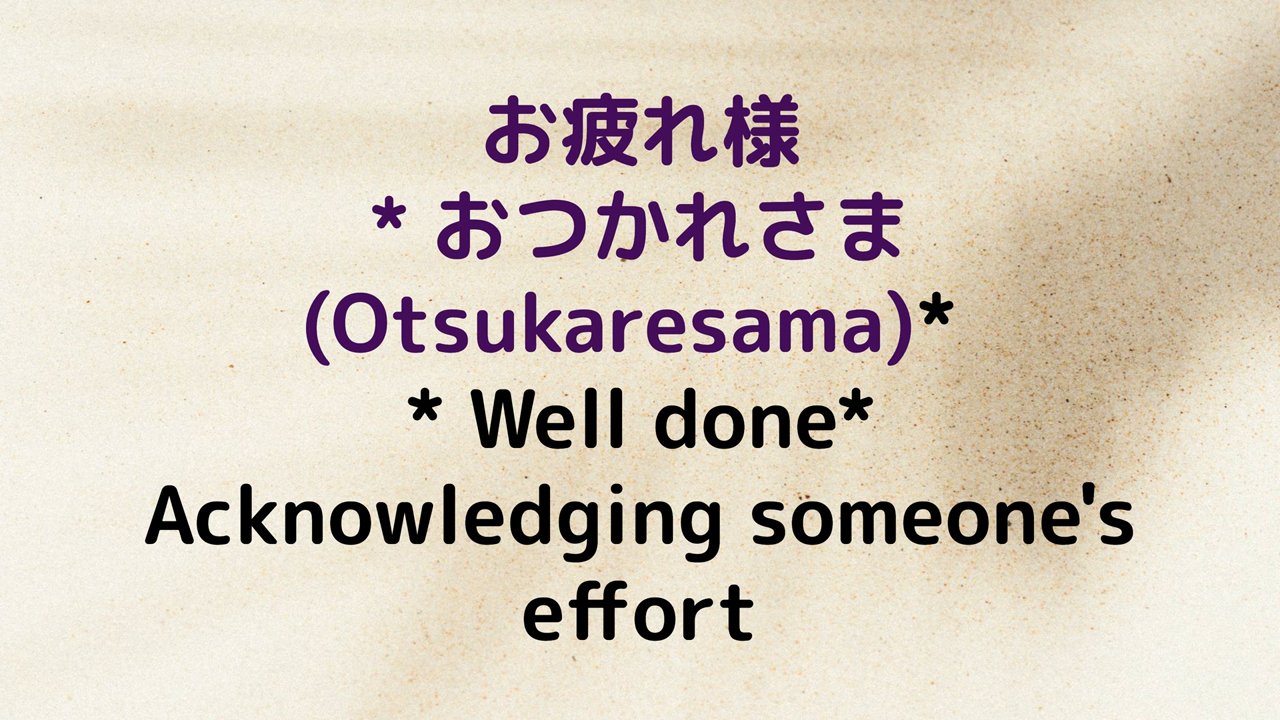 お疲れ様
* おつかれさま
(Otsukaresama)*
* Well done*
Acknowledging someone's
effort